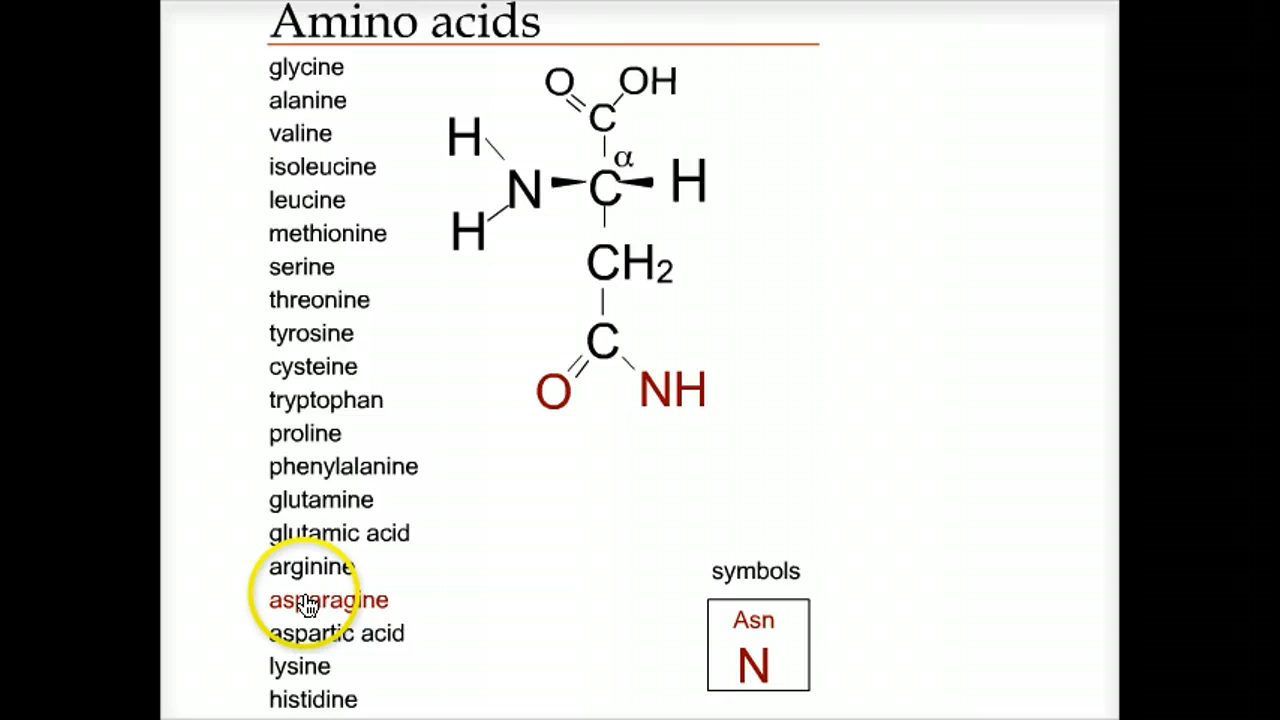 Amino acids
glycine
alanine
valine
isoleucine
leucine
methionine
serine
threonine
tyrosine
cysteine
tryptophan
proline
phenylalanine
glutamine
glutamic acid
arginine
asparagine
aspartic acid
lysine
histidine
O OH
C
H α
N C H
H
CH2
C
O NH
symbols
Asn
N